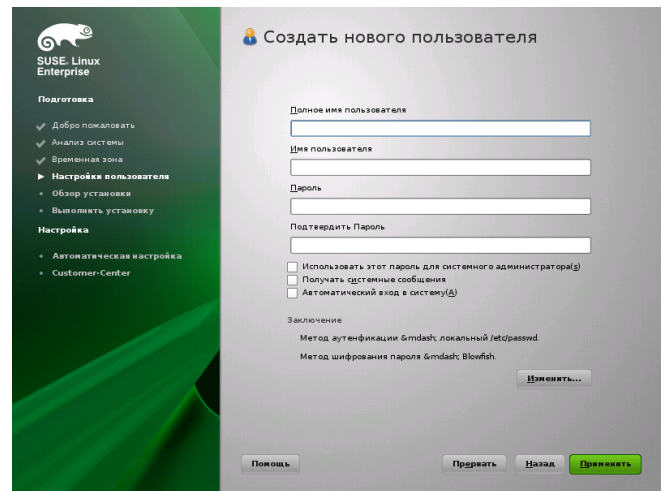 SUSE. Linux
Enterprise
Подготовка
Добро пожаловать
Анализ системы
Временная зона
Настройки пользователя
Обзор установки
Выполнить установку
Настройка
Автоматическая настройка
Customer-Center
Создать нового пользователя
Полное имя пользователя
Имя пользователя
Пароль
Подтвердить Пароль
Использовать этот пароль для системного администратора(s)
Получать системные сообщения
Автоматический вход в систему(A)
Заключение
Метод аутенфикации &mdash; локальный /etc/passwd.
Метод шифрования пароля &mdash; Blowfish.
Изменить...
Помощь
Прервать
Назад
Применить